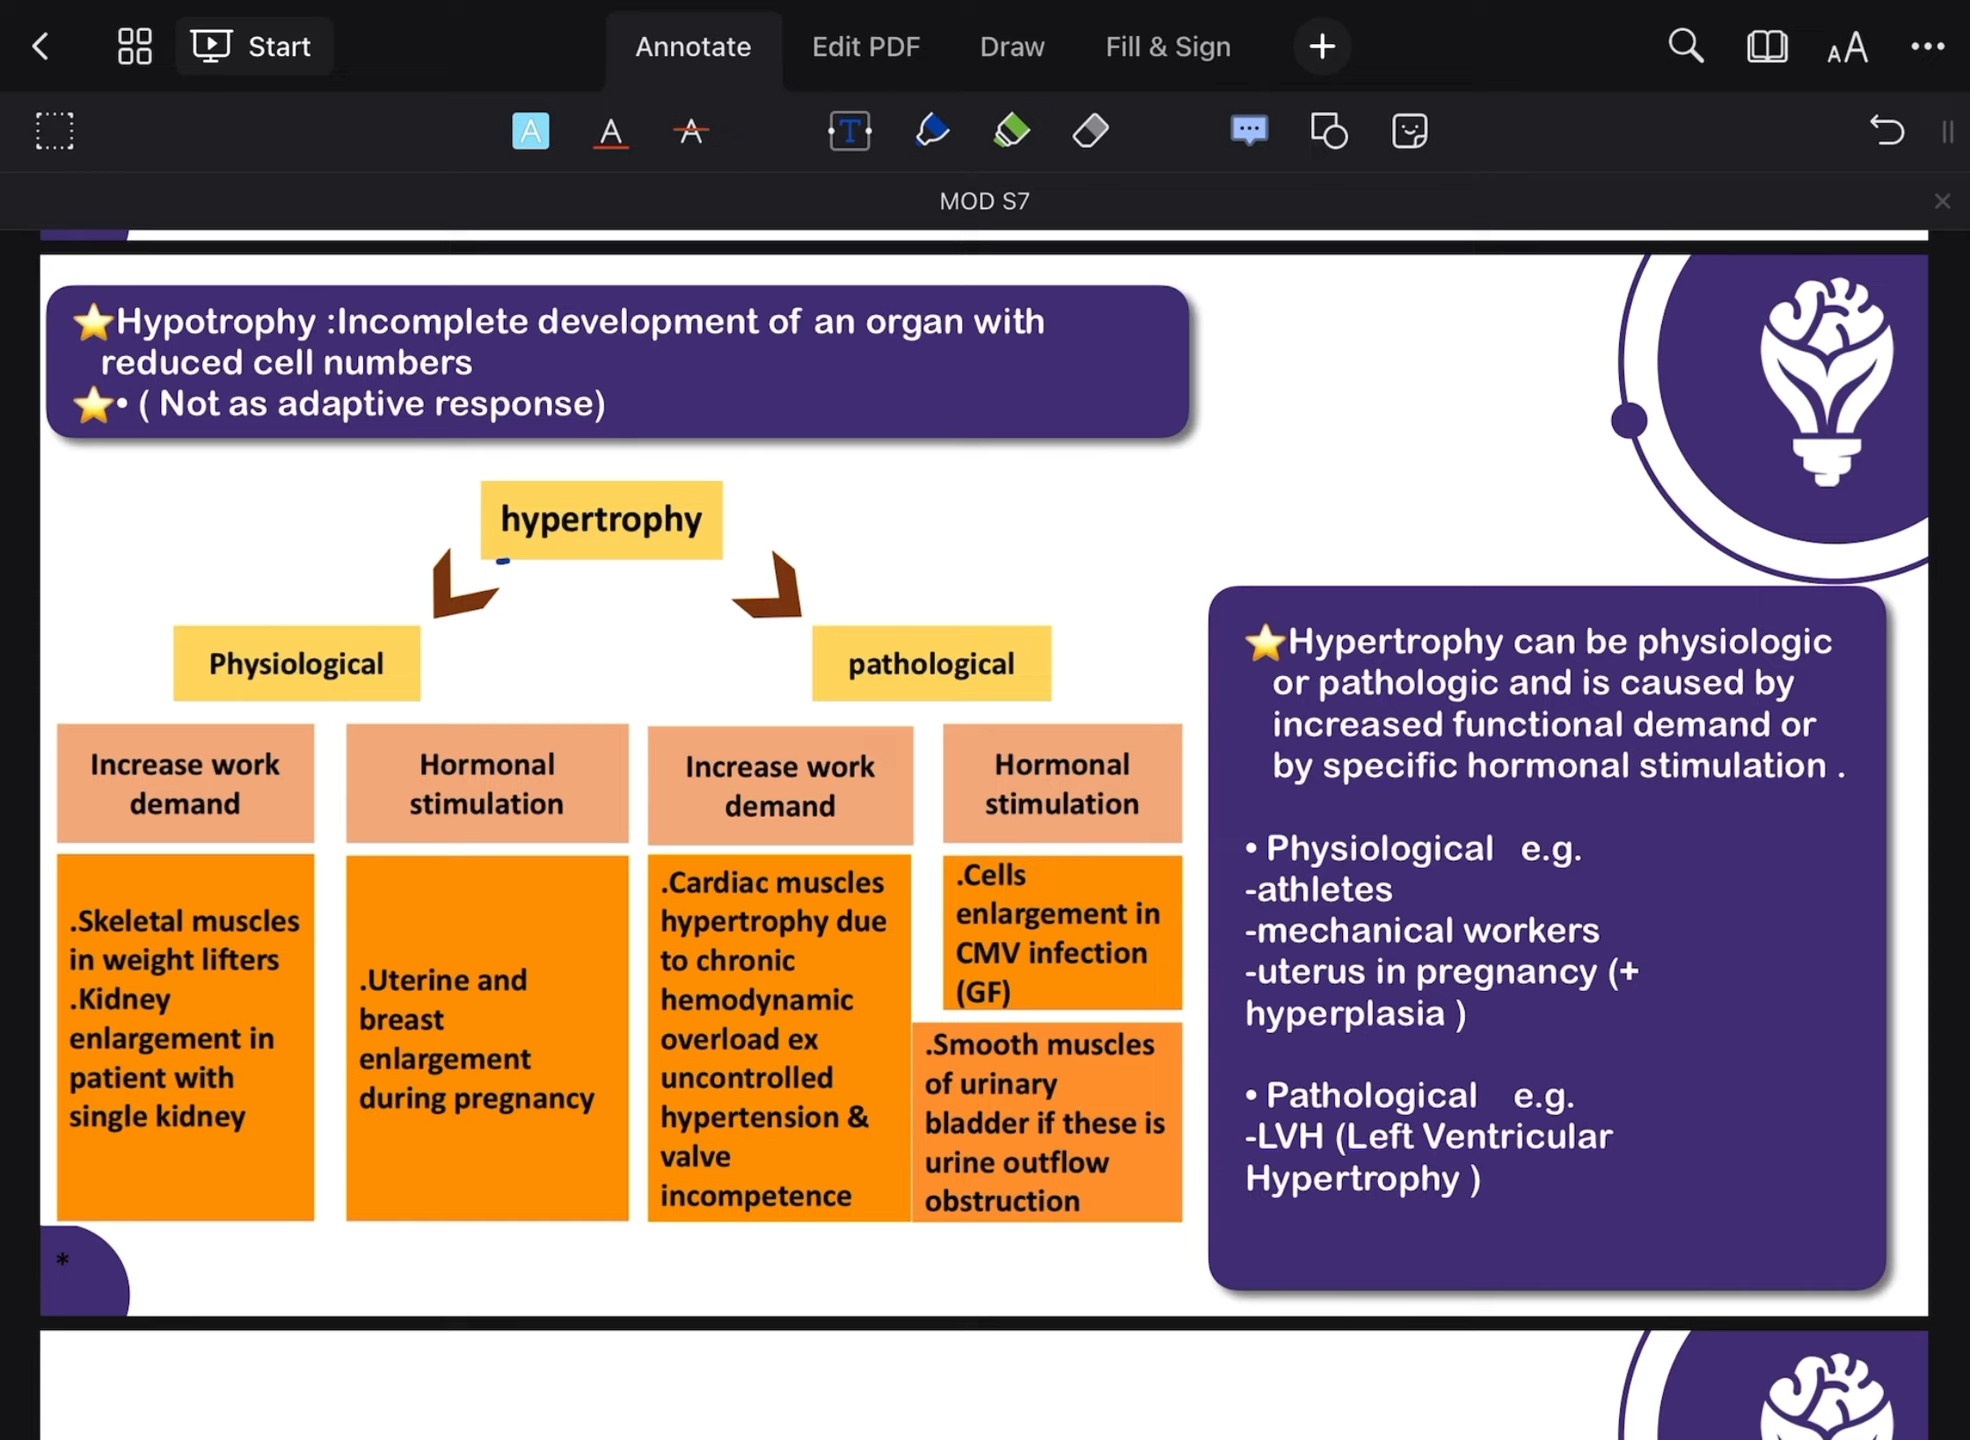 Start
Annotate
Edit PDF
Draw
Fill & Sign
MOD S7
⭐Hypotrophy :Incomplete development of an organ with
reduced cell numbers
⭐• ( Not as adaptive response)
hypertrophy
Physiological
pathological
Increase work
demand
Hormonal
stimulation
Increase work
demand
Hormonal
stimulation
.Skeletal muscles
in weight lifters
.Kidney
enlargement in
patient with
single kidney
.Uterine and
breast
enlargement
during pregnancy
.Cardiac muscles
hypertrophy due
to chronic
hemodynamic
overload ex
uncontrolled
hypertension &
valve
incompetence
.Cells
enlargement in
CMV infection
(GF)
.Smooth muscles
of urinary
bladder if these is
urine outflow
obstruction
⭐Hypertrophy can be physiologic
or pathologic and is caused by
increased functional demand or
by specific hormonal stimulation .
• Physiological e.g.
-athletes
-mechanical workers
-uterus in pregnancy (+
hyperplasia )
• Pathological e.g.
-LVH (Left Ventricular
Hypertrophy )
*